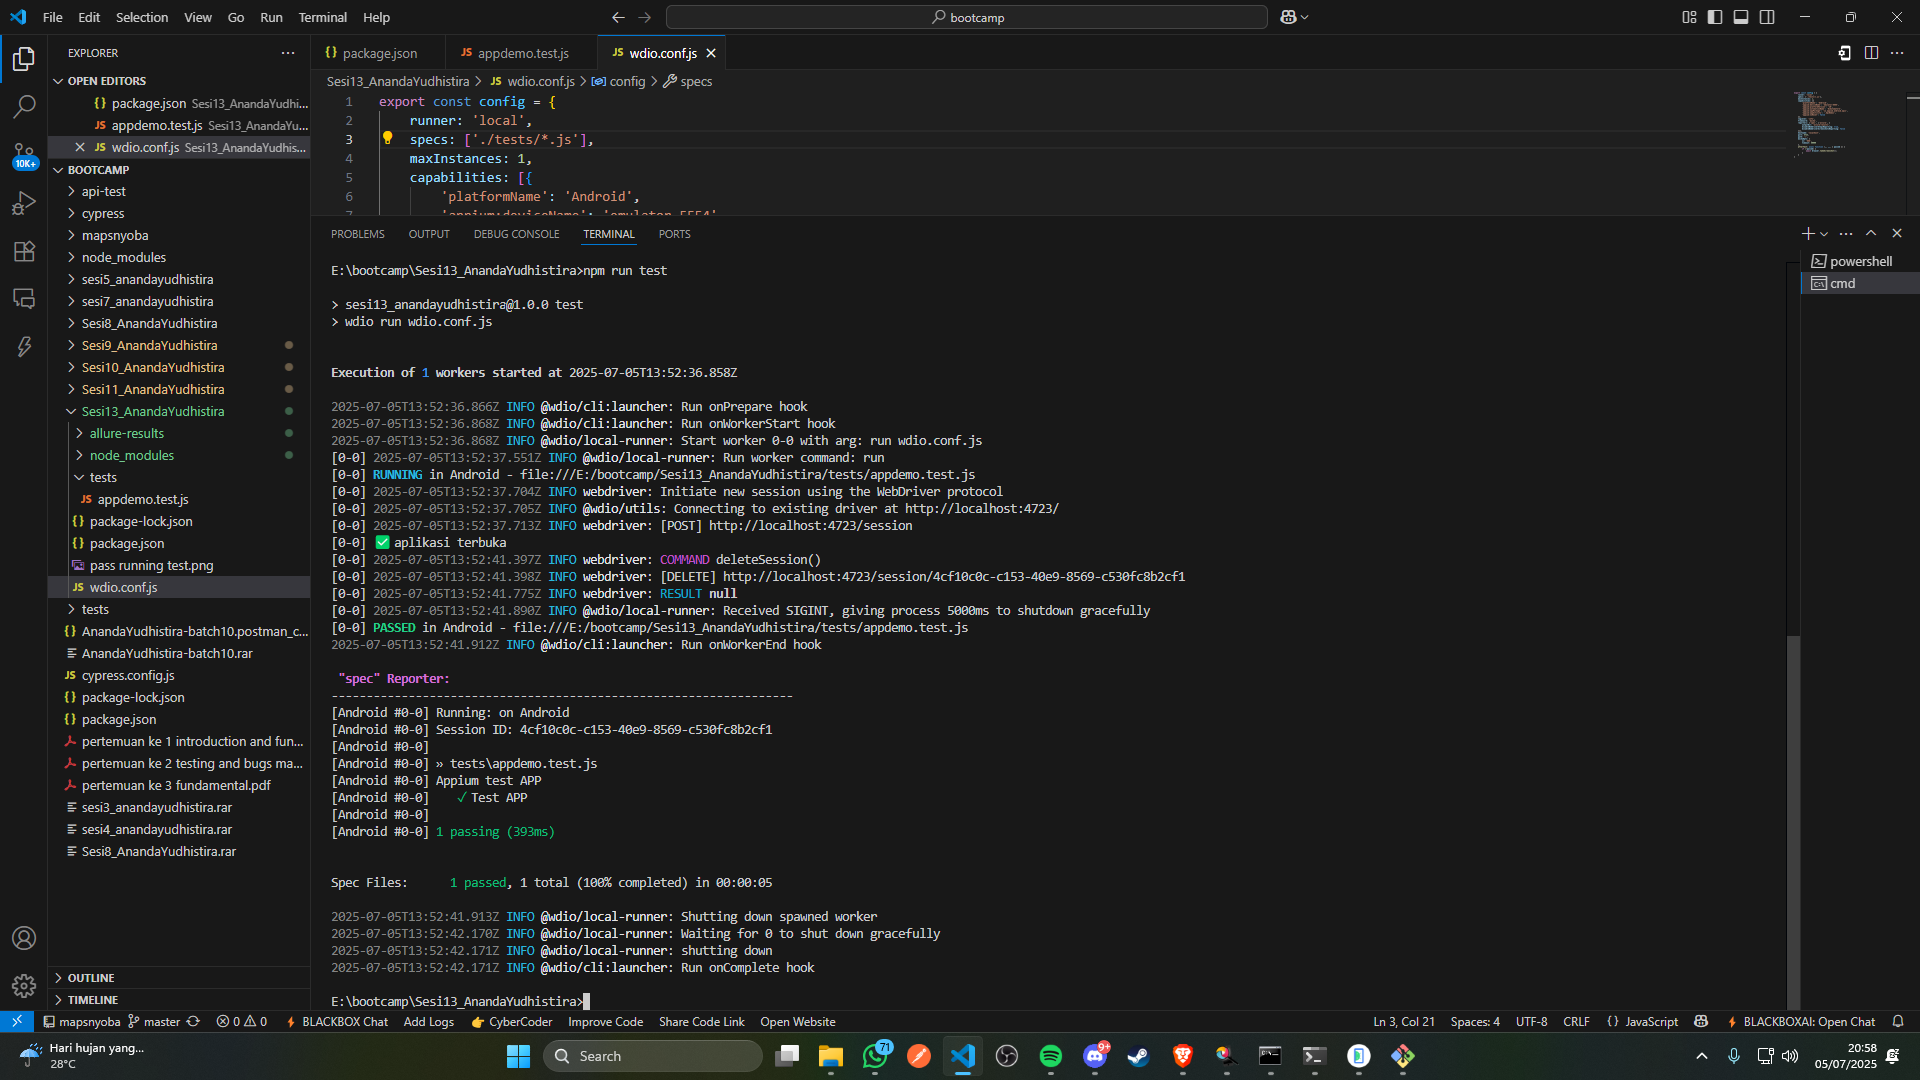 File Edit Selection View Go Run Terminal Help
bootcamp
EXPLORER
OPEN EDITORS
package.json Sesi13_AnandaYudhi...
appdemo.test.js Sesi13_AnandaYu...
wdio.conf.js Sesi13_AnandaYudhis...
BOOTCAMP
api-test
cypress
mapsnyoba
node_modules
sesi5_anandayudhistira
sesi7_anandayudhistira
Sesi8_AnandaYudhistira
Sesi9_AnandaYudhistira
Sesi10_AnandaYudhistira
Sesi11_AnandaYudhistira
Sesi13_AnandaYudhistira
allure-results
node_modules
tests
JS appdemo.test.js
{} package-lock.json
{} package.json
pass running test.png
JS wdio.conf.js
tests
{} AnandaYudhistira-batch10.postman_c...
AnandaYudhistira-batch10.rar
JS cypress.config.js
{} package-lock.json
{} package.json
pertemuan ke 1 introduction and fun...
pertemuan ke 2 testing and bugs ma...
pertemuan ke 3 fundamental.pdf
sesi3_anandayudhistira.rar
sesi4_anandayudhistira.rar
Sesi8_AnandaYudhistira.rar
OUTLINE
TIMELINE
10K+
{} package.json JS appdemo.test.js JS wdio.conf.js
Sesi13_AnandaYudhistira > JS wdio.conf.js > config > specs
1 export const config = {
2 runner: 'local',
3 specs: ['./tests/*.js'],
4 maxInstances: 1,
5 capabilities: [{
6 'platformName': 'Android',
7 'appium:deviceName': 'emulator-5554'
PROBLEMS OUTPUT DEBUG CONSOLE TERMINAL PORTS
powershell
cmd
E:\bootcamp\Sesi13_AnandaYudhistira>npm run test
> sesi13_anandayudhistira@1.0.0 test
> wdio run wdio.conf.js
Execution of 1 workers started at 2025-07-05T13:52:36.858Z
2025-07-05T13:52:36.866Z INFO @wdio/cli:launcher: Run onPrepare hook
2025-07-05T13:52:36.868Z INFO @wdio/cli:launcher: Run onWorkerStart hook
2025-07-05T13:52:36.868Z INFO @wdio/local-runner: Start worker 0-0 with arg: run wdio.conf.js
[0-0] 2025-07-05T13:52:37.551Z INFO @wdio/local-runner: Run worker command: run
[0-0] RUNNING in Android - file:///E:/bootcamp/Sesi13_AnandaYudhistira/tests/appdemo.test.js
[0-0] 2025-07-05T13:52:37.704Z INFO webdriver: Initiate new session using the WebDriver protocol
[0-0] 2025-07-05T13:52:37.705Z INFO @wdio/utils: Connecting to existing driver at http://localhost:4723/
[0-0] 2025-07-05T13:52:37.713Z INFO webdriver: [POST] http://localhost:4723/session
[0-0] ✅ aplikasi terbuka
[0-0] 2025-07-05T13:52:41.397Z INFO webdriver: COMMAND deleteSession()
[0-0] 2025-07-05T13:52:41.398Z INFO webdriver: [DELETE] http://localhost:4723/session/4cf10c0c-c153-40e9-8569-c530fc8b2cf1
[0-0] 2025-07-05T13:52:41.775Z INFO webdriver: RESULT null
[0-0] 2025-07-05T13:52:41.890Z INFO @wdio/local-runner: Received SIGINT, giving process 5000ms to shutdown gracefully
[0-0] PASSED in Android - file:///E:/bootcamp/Sesi13_AnandaYudhistira/tests/appdemo.test.js
2025-07-05T13:52:41.912Z INFO @wdio/cli:launcher: Run onWorkerEnd hook
"spec" Reporter:
------------------------------------------------------------------
[Android #0-0] Running: on Android
[Android #0-0] Session ID: 4cf10c0c-c153-40e9-8569-c530fc8b2cf1
[Android #0-0]
[Android #0-0] » tests\appdemo.test.js
[Android #0-0] Appium test APP
[Android #0-0] ✓ Test APP
[Android #0-0]
[Android #0-0] 1 passing (393ms)
Spec Files: 1 passed, 1 total (100% completed) in 00:00:05
2025-07-05T13:52:41.913Z INFO @wdio/local-runner: Shutting down spawned worker
2025-07-05T13:52:42.170Z INFO @wdio/local-runner: Waiting for 0 to shut down gracefully
2025-07-05T13:52:42.171Z INFO @wdio/local-runner: shutting down
2025-07-05T13:52:42.171Z INFO @wdio/cli:launcher: Run onComplete hook
E:\bootcamp\Sesi13_AnandaYudhistira>
mapsnyoba master 0 0 BLACKBOX Chat Add Logs 👉 CyberCoder Improve Code Share Code Link Open Website Ln 3, Col 21 Spaces: 4 UTF-8 CRLF {} JavaScript BLACKBOXAI: Open Chat
Hari hujan yang...
28°C
Search
71
9+
20:58
05/07/2025